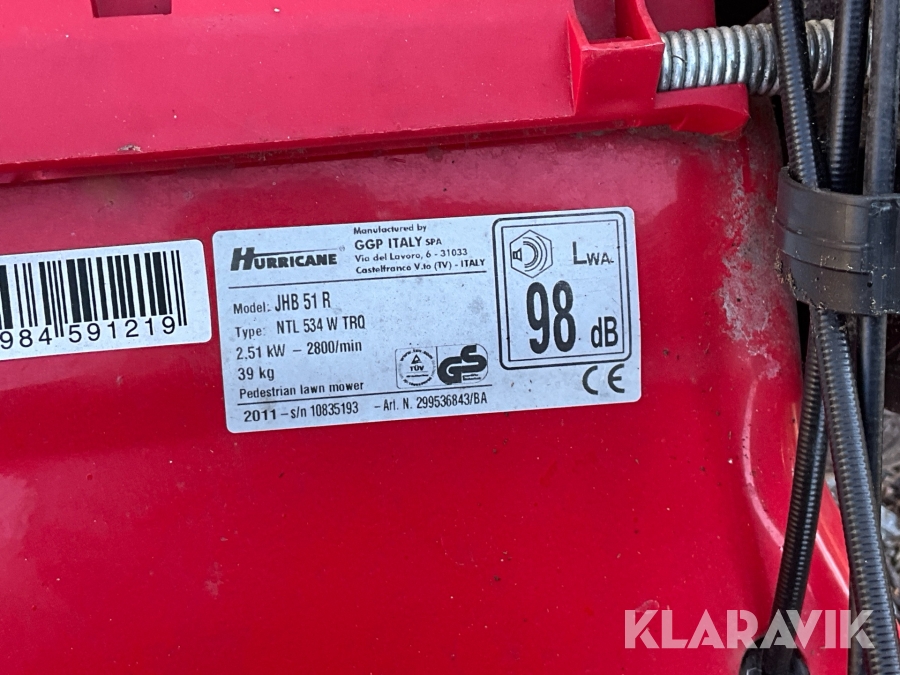 984 591219
HURRICANE®
Manufactured by
GGP ITALY SPA
Via del Lavoro, 6 - 31033
Castelfranco V.to (TV) - ITALY
Model: JHB 51 R
Type: NTL 534 W TRQ
2.51 kW - 2800/min
39 kg
Pedestrian lawn mower
2011 - s/n 10835193 - Art. N. 299536843/BA
TÜV
GS
LWA
98 dB
CE
KLARAVIK